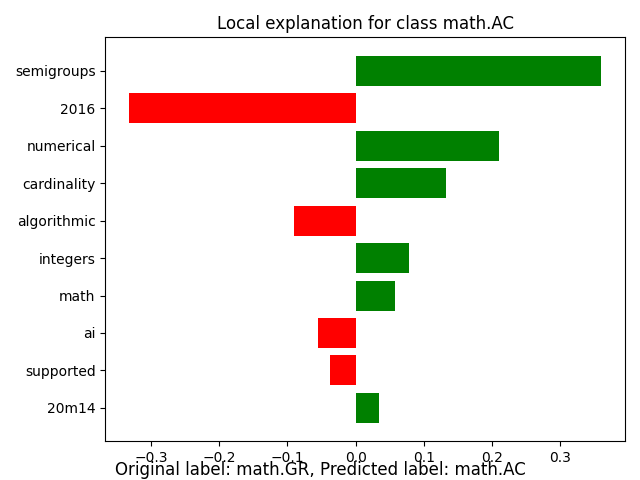 Local explanation for class math.AC
semigroups
2016
numerical
cardinality
algorithmic
integers
math
ai
supported
20m14
−0.3 −0.2 −0.1 0.0 0.1 0.2 0.3
Original label: math.GR, Predicted label: math.AC